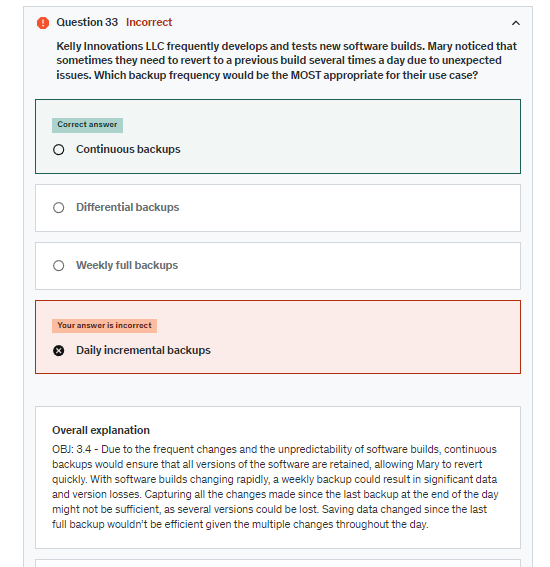 Question 33 Incorrect
Kelly Innovations LLC frequently develops and tests new software builds. Mary noticed that
sometimes they need to revert to a previous build several times a day due to unexpected
issues. Which backup frequency would be the MOST appropriate for their use case?
Correct answer
Continuous backups
Differential backups
Weekly full backups
Your answer is incorrect
Daily incremental backups
Overall explanation
OBJ: 3.4 - Due to the frequent changes and the unpredictability of software builds, continuous
backups would ensure that all versions of the software are retained, allowing Mary to revert
quickly. With software builds changing rapidly, a weekly backup could result in significant data
and version losses. Capturing all the changes made since the last backup at the end of the day
might not be sufficient, as several versions could be lost. Saving data changed since the last
full backup wouldn't be efficient given the multiple changes throughout the day.